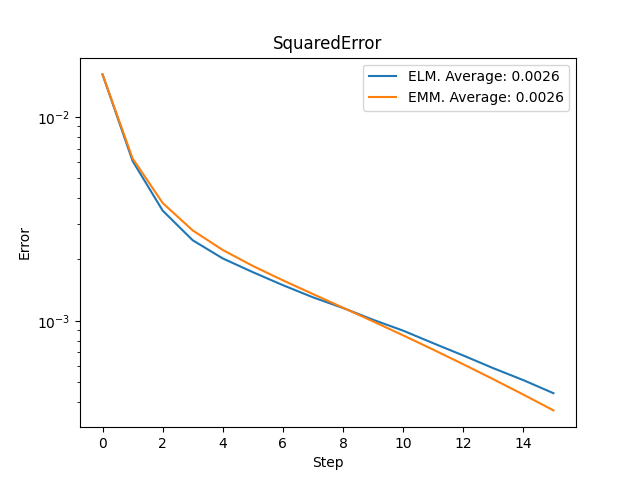 SquaredError
ELM. Average: 0.0026
EMM. Average: 0.0026
10⁻²
10⁻³
Error
0 2 4 6 8 10 12 14
Step